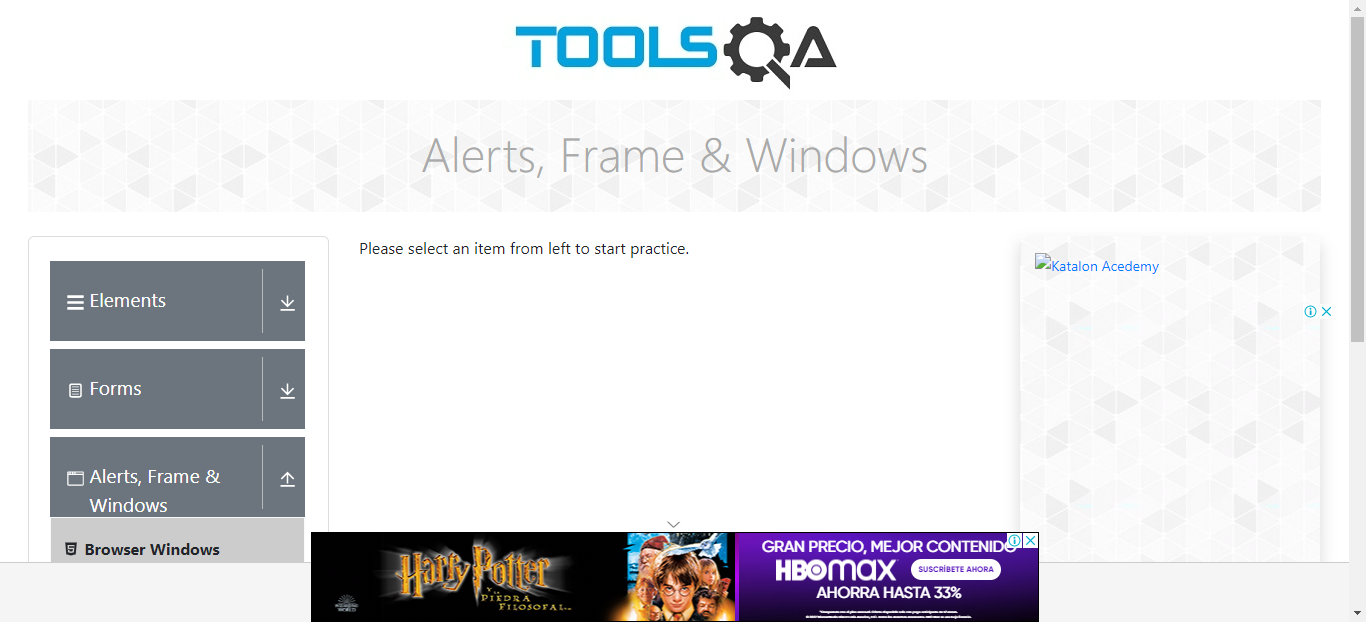 TOOLSQA
Alerts, Frame & Windows
Please select an item from left to start practice.
Katalon Acedemy
Elements
Forms
Alerts, Frame &
Windows
Browser Windows
Harry Potter
Y LA
PIEDRA
FILOSOFAL
GRAN PRECIO, MEJOR CONTENIDO
HBOmax
SUSCRÍBETE AHORA
AHORRA HASTA 33%